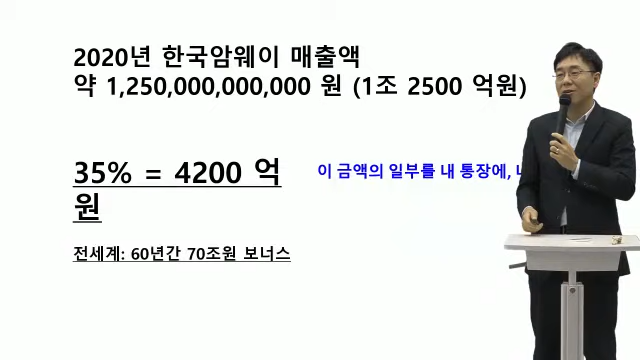 2020년 한국암웨이 매출액
약 1,250,000,000,000 원 (1조 2500 억원)
35% = 4200 억
원
이 금액의 일부를 내 통장에,
전세계: 60년간 70조원 보너스